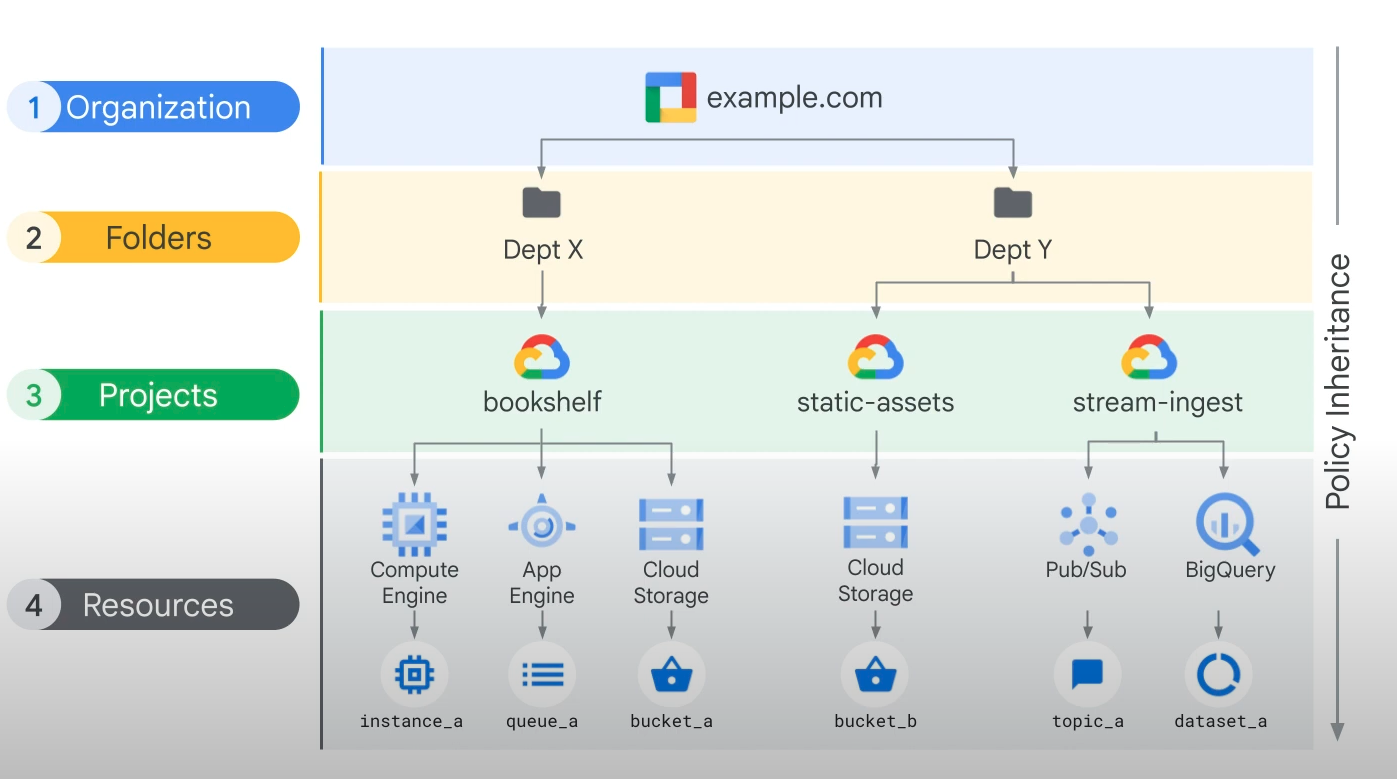 1 Organization
example.com
2 Folders
Dept X
Dept Y
3 Projects
bookshelf
static-assets
stream-ingest
4 Resources
Compute
Engine
App
Engine
Cloud
Storage
Cloud
Storage
Pub/Sub
BigQuery
instance_a
queue_a
bucket_a
bucket_b
topic_a
dataset_a
Policy Inheritance